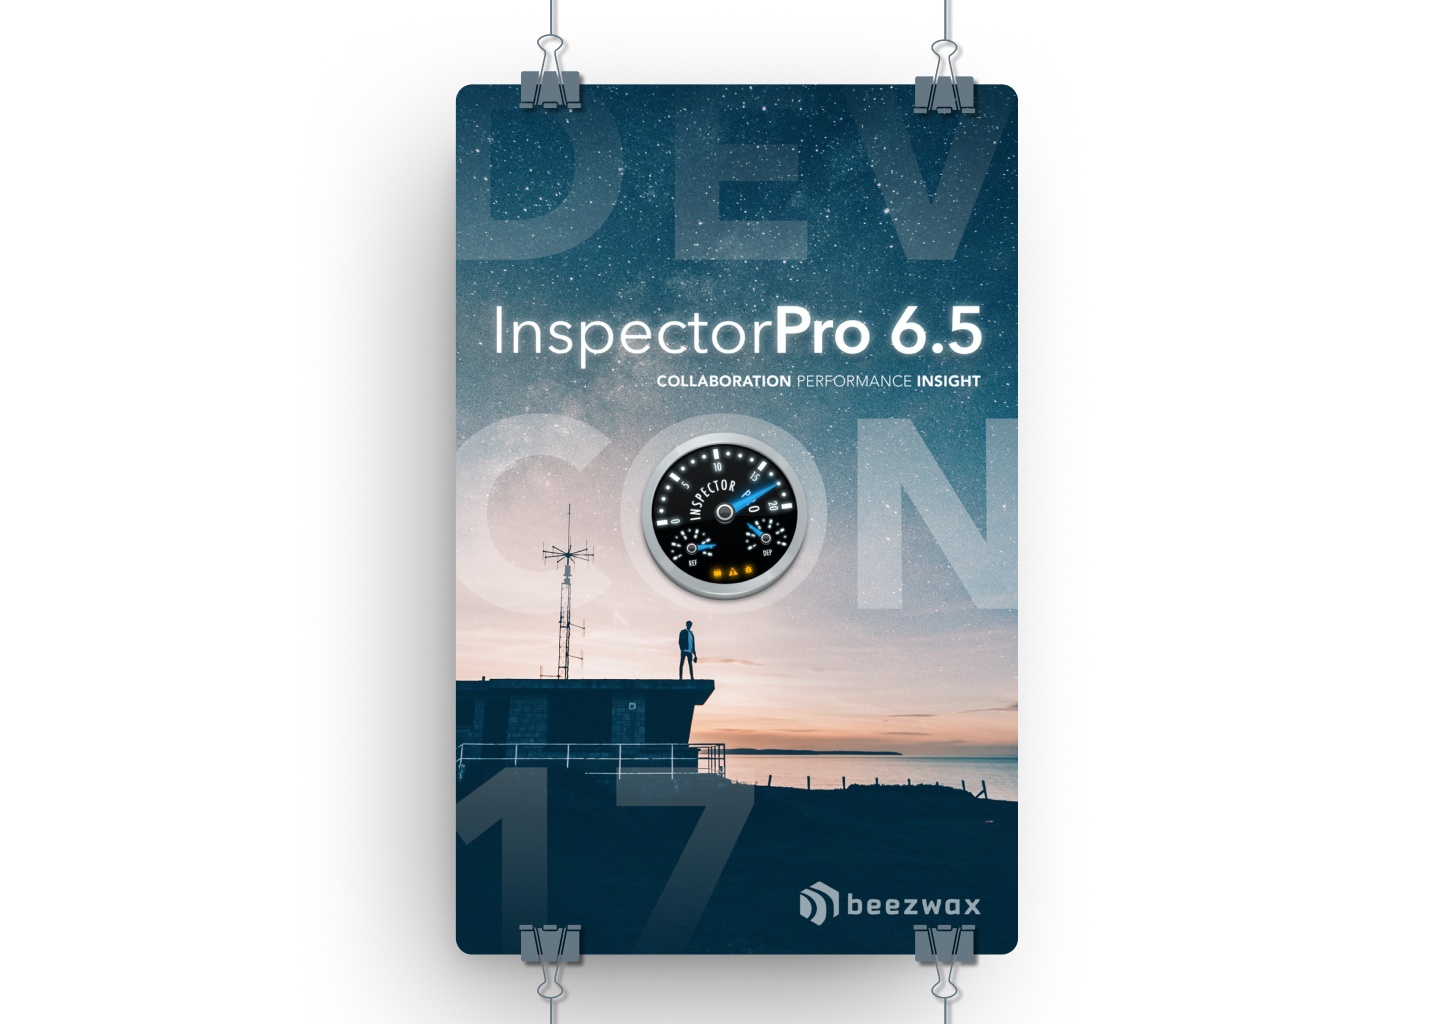 DEV
InspectorPro 6.5
COLLABORATION PERFORMANCE INSIGHT
CON
0 5 10 15 20
INSPECTOR PRO
REF
DEP
17
beezwax